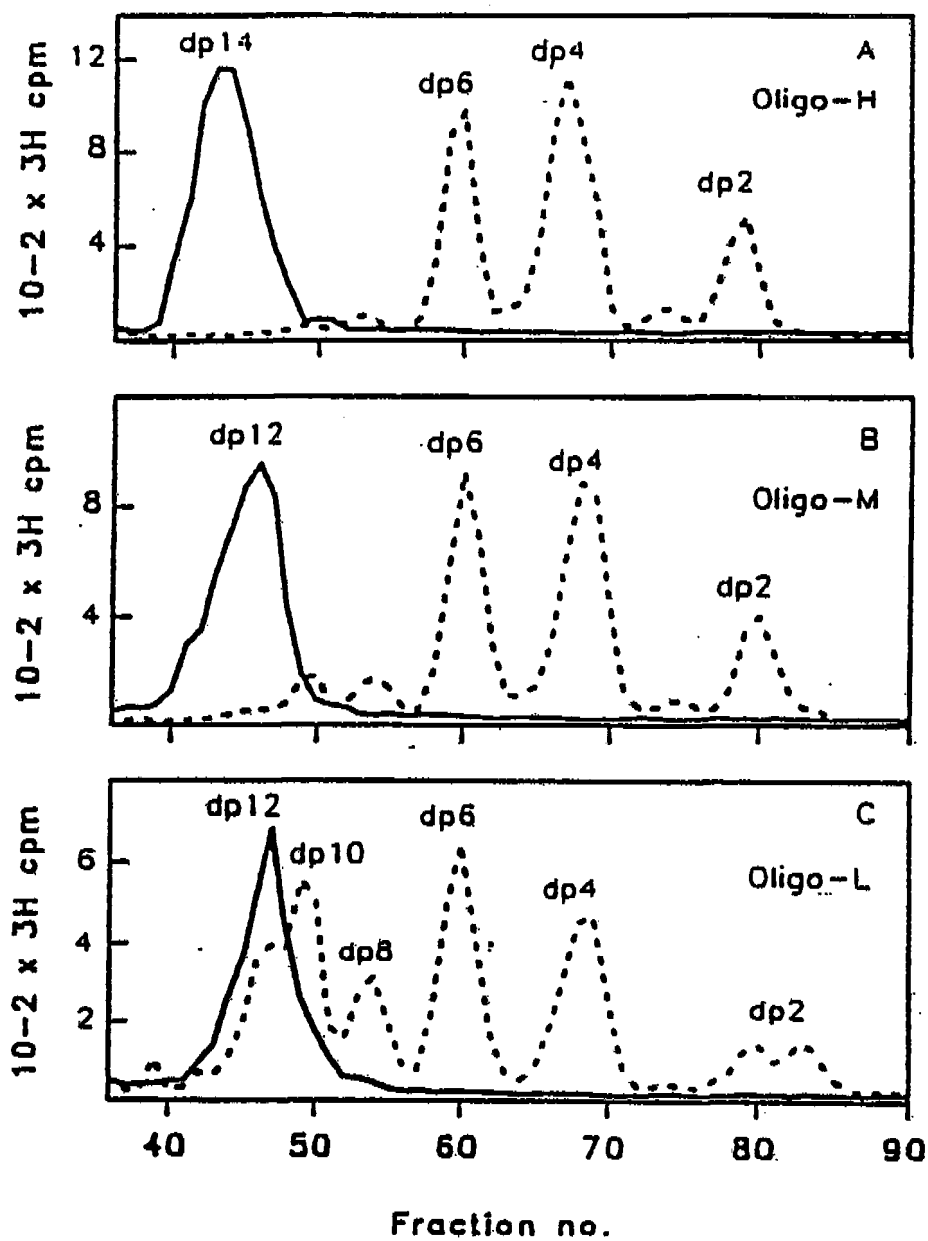 10-2 x 3H cpm
12
8
4
dp14
dp6
dp4
dp2
A
Oligo-H
10-2 x 3H cpm
8
4
dp12
dp6
dp4
dp2
B
Oligo-M
10-2 x 3H cpm
6
4
2
dp12
dp10
dp8
dp6
dp4
dp2
C
Oligo-L
40 50 60 70 80 90
Fraction no.